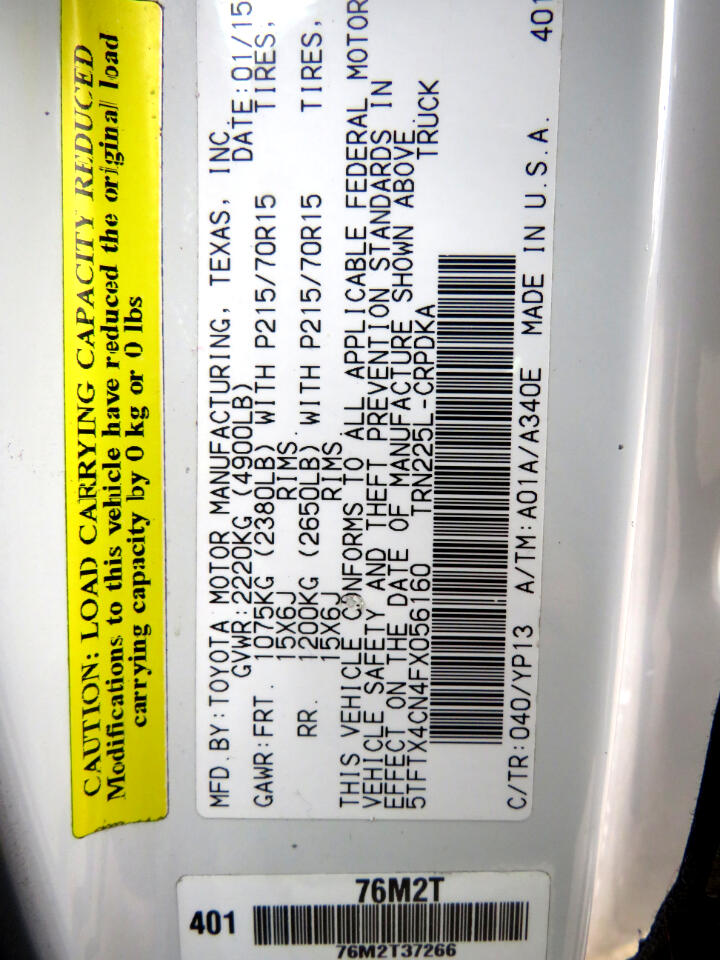 CAUTION: LOAD CARRYING CAPACITY REDUCED
Modifications to this vehicle have reduced the original load
carrying capacity by 0 kg or 0 lbs
MFD.BY:TOYOTA MOTOR MANUFACTURING, TEXAS, INC.
GVWR:2220KG (4900LB) DATE:01/15
GAWR:FRT. 1075KG (2380LB) WITH P215/70R15 TIRES,
15X6J RIMS
RR. 1200KG (2650LB) WITH P215/70R15 TIRES,
15X6J RIMS
THIS VEHICLE CONFORMS TO ALL APPLICABLE FEDERAL MOTOR
VEHICLE SAFETY AND THEFT PREVENTION STANDARDS IN
EFFECT ON THE DATE OF MANUFACTURE SHOWN ABOVE.
5TFTX4CN4FX056160 TRN225L-CRPDKA TRUCK
C/TR:040/YP13 A/TM:A01A/A340E MADE IN U.S.A. 401
76M2T
401
76M2T37266